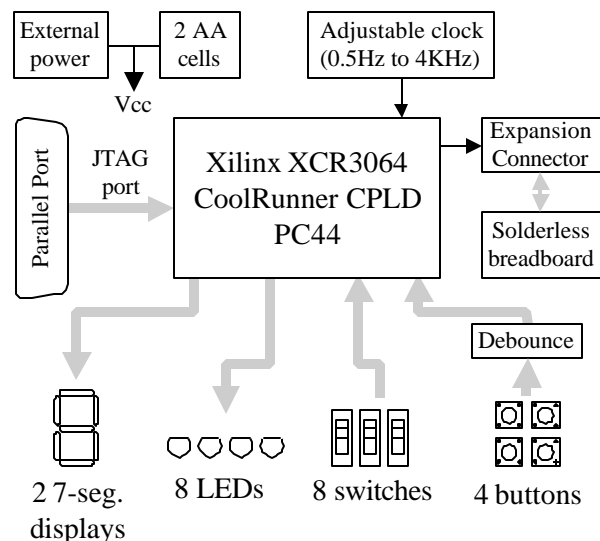 External
power
2 AA
cells
Vcc
Adjustable clock
(0.5Hz to 4KHz)
Parallel Port
JTAG
port
Xilinx XCR3064
CoolRunner CPLD
PC44
Expansion
Connector
Solderless
breadboard
Debounce
2 7-seg.
displays
8 LEDs
8 switches
4 buttons